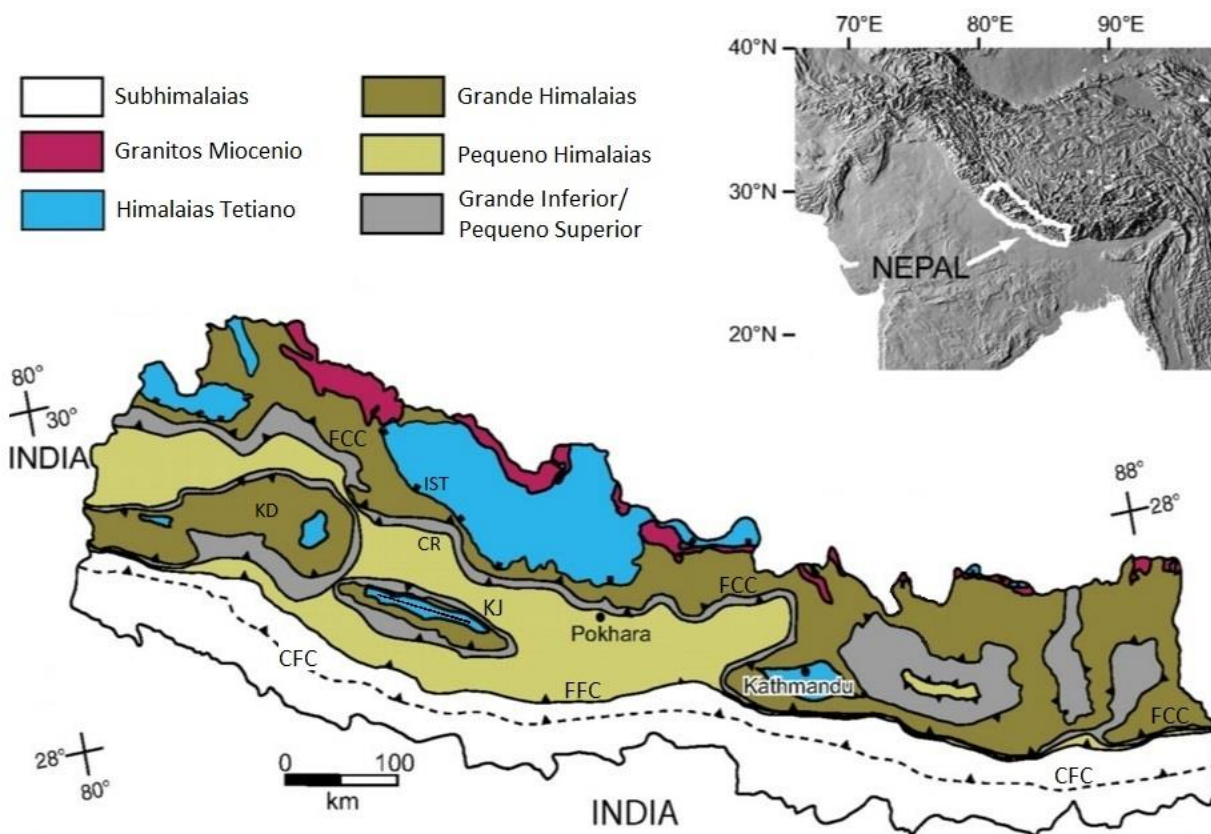 70°E 80°E 90°E
40°N
30°N
NEPAL
20°N
Subhimalaias
Granitos Miocenio
Himalaias Tetiano
Grande Himalaias
Pequeno Himalaias
Grande Inferior/
Pequeno Superior
80°
30°
INDIA
FCC
IST
KD
CR
KJ
FCC
Pokhara
88°
28°
Kathmandu
CFC
FFC
FCC
CFC
28°
80°
0 100
km
INDIA